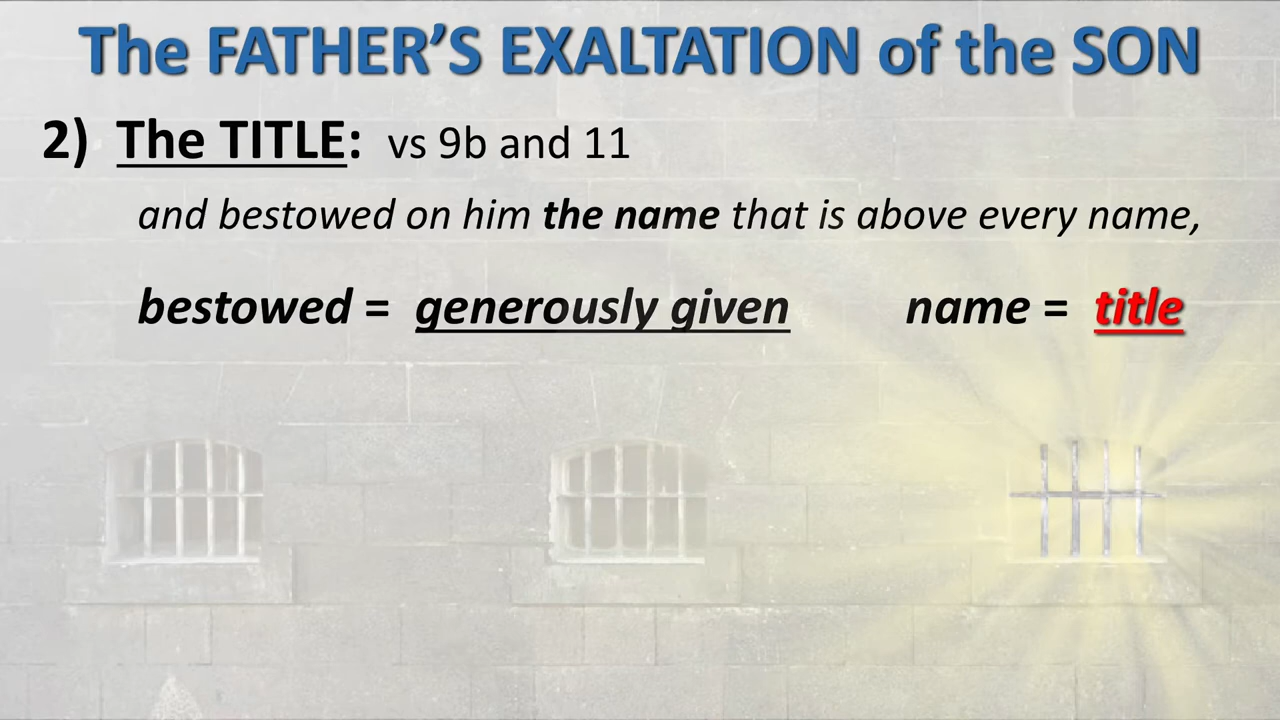 The FATHER’S EXALTATION of the SON
2) The TITLE: vs 9b and 11
and bestowed on him the name that is above every name,
bestowed = generously given name = title